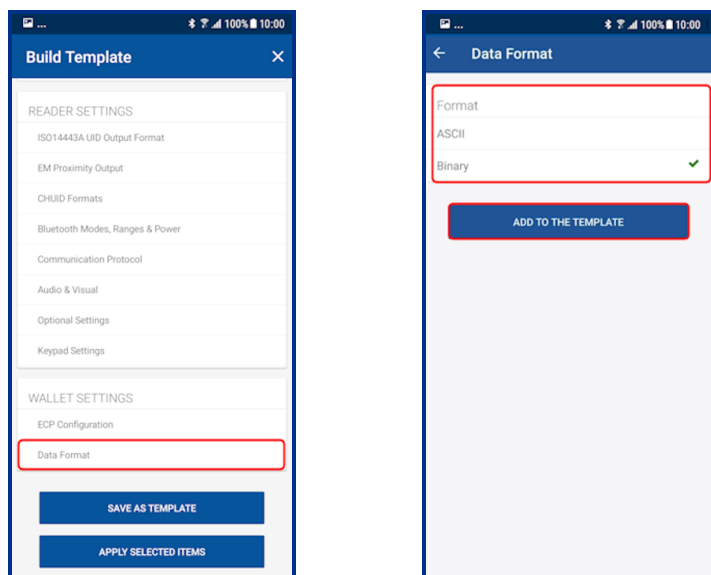 ... 100% 10:00
Build Template ×
READER SETTINGS
ISO14443A UID Output Format
EM Proximity Output
CHUID Formats
Bluetooth Modes, Ranges & Power
Communication Protocol
Audio & Visual
Optional Settings
Keypad Settings
WALLET SETTINGS
ECP Configuration
Data Format
SAVE AS TEMPLATE
APPLY SELECTED ITEMS
... 100% 10:00
← Data Format
Format
ASCII
Binary
ADD TO THE TEMPLATE